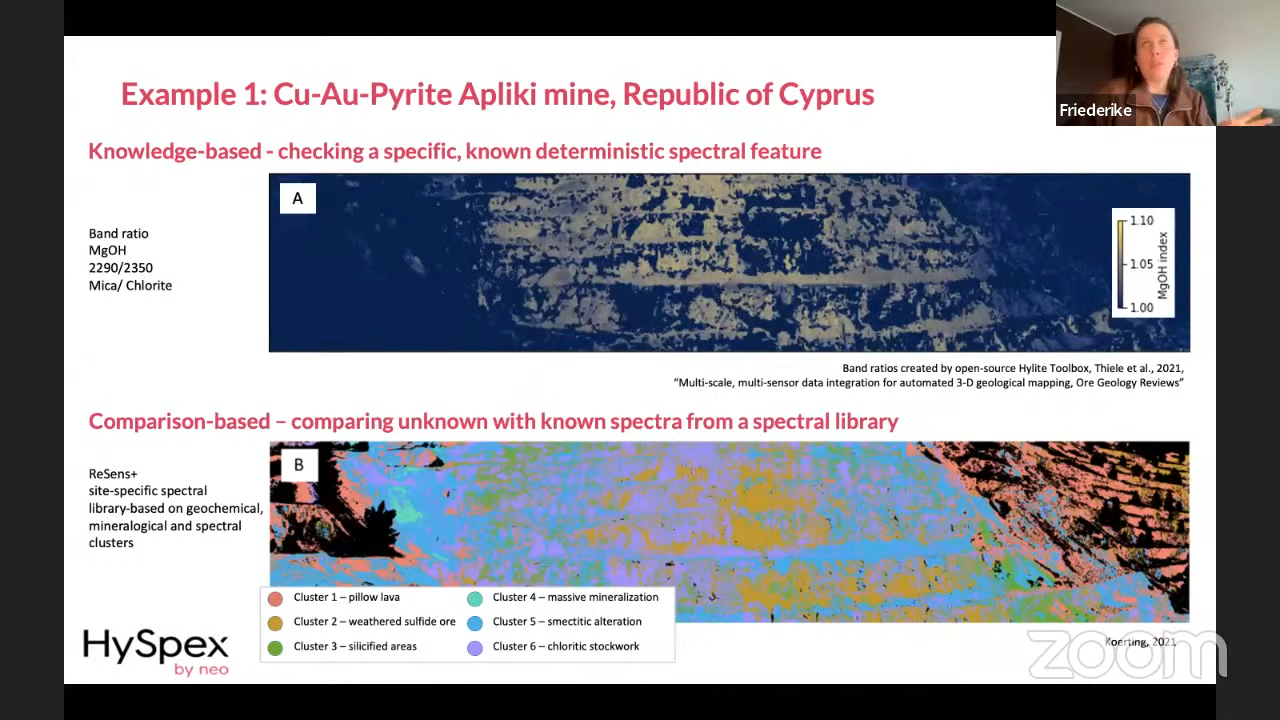 Friederike
Example 1: Cu-Au-Pyrite Apliki mine, Republic of Cyprus
Knowledge-based - checking a specific, known deterministic spectral feature
Band ratio
MgOH
2290/2350
Mica/ Chlorite
A
1.10
1.05
1.00
MgOH index
Band ratios created by open-source Hylite Toolbox, Thiele et al., 2021,
“Multi-scale, multi-sensor data integration for automated 3-D geological mapping, Ore Geology Reviews”
Comparison-based – comparing unknown with known spectra from a spectral library
ReSens+
site-specific spectral
library-based on geochemical,
mineralogical and spectral
clusters
B
Cluster 1 – pillow lava
Cluster 2 – weathered sulfide ore
Cluster 3 – silicified areas
Cluster 4 – massive mineralization
Cluster 5 – smectitic alteration
Cluster 6 – chloritic stockwork
HySpex
by neo
Koerting, 2021
zoom